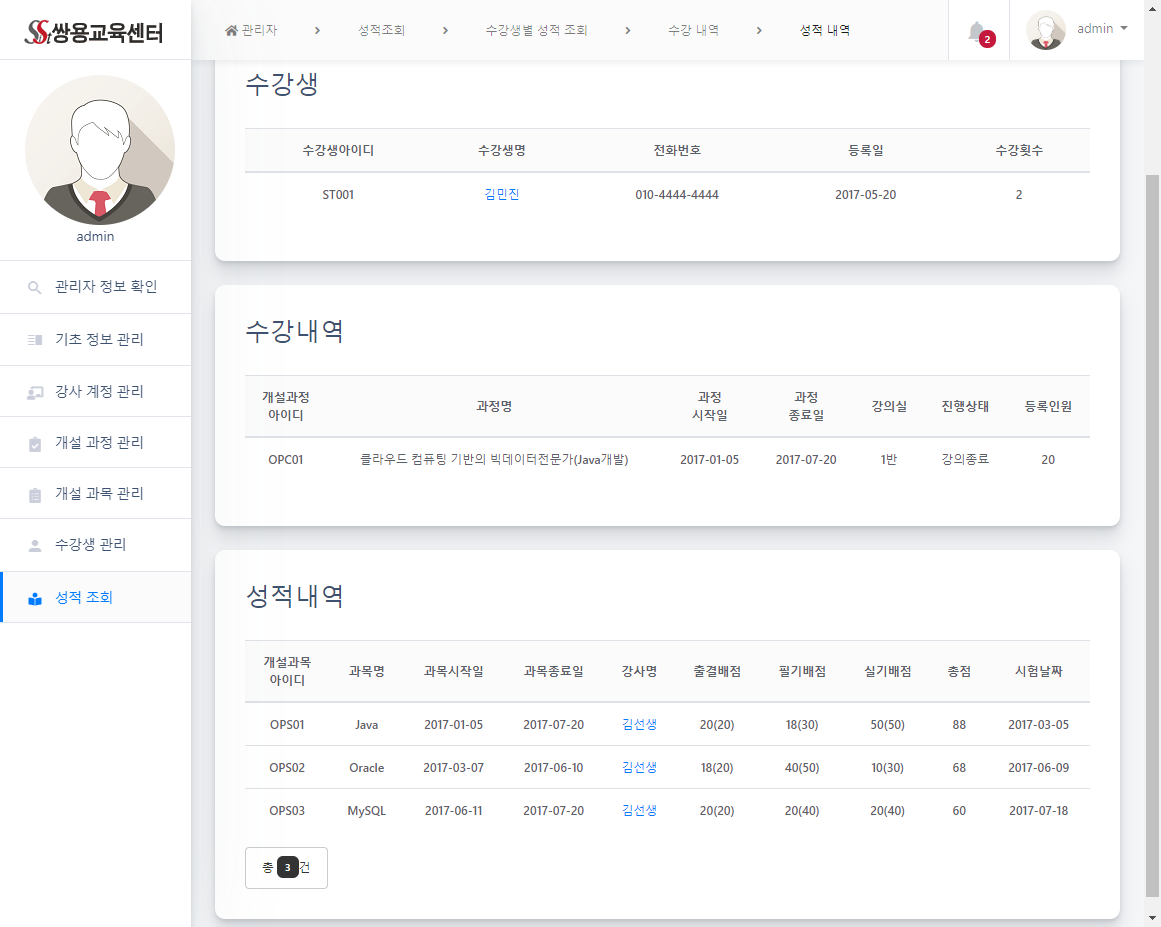 SSt쌍용교육센터
관리자 성적조회 수강생별 성적 조회 수강 내역 성적 내역
2
admin
admin
관리자 정보 확인
기초 정보 관리
강사 계정 관리
개설 과정 관리
개설 과목 관리
수강생 관리
성적 조회
수강생
수강생아이디 수강생명 전화번호 등록일 수강횟수
ST001 김민진 010-4444-4444 2017-05-20 2
수강내역
개설과정
아이디
과정명
과정
시작일
과정
종료일
강의실
진행상태
등록인원
OPC01 클라우드 컴퓨팅 기반의 빅데이터전문가(Java개발) 2017-01-05 2017-07-20 1반 강의종료 20
성적내역
개설과목
아이디
과목명 과목시작일 과목종료일 강사명 출결배점 필기배점 실기배점 총점 시험날짜
OPS01 Java 2017-01-05 2017-07-20 김선생 20(20) 18(30) 50(50) 88 2017-03-05
OPS02 Oracle 2017-03-07 2017-06-10 김선생 18(20) 40(50) 10(30) 68 2017-06-09
OPS03 MySQL 2017-06-11 2017-07-20 김선생 20(20) 20(40) 20(40) 60 2017-07-18
총 3 건